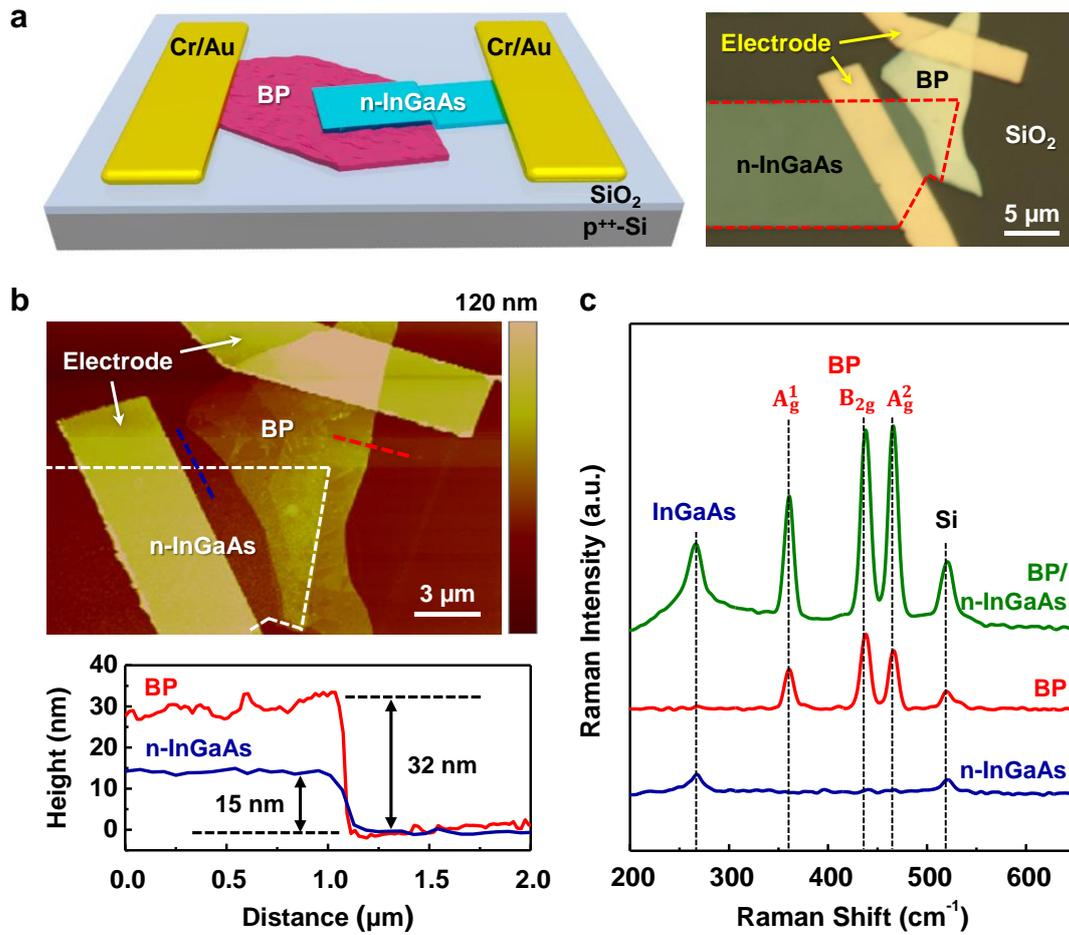 a
Cr/Au
Cr/Au
BP
n-InGaAs
SiO₂
p⁺⁺-Si
Electrode
BP
SiO₂
n-InGaAs
5 μm
b
120 nm
Electrode
BP
n-InGaAs
3 μm
40
30
20
10
0
Height (nm)
BP
n-InGaAs
32 nm
15 nm
0.0 0.5 1.0 1.5 2.0
Distance (μm)
c
BP
A¹g B₂g A²g
InGaAs
Si
BP/
n-InGaAs
BP
n-InGaAs
Raman Intensity (a.u.)
200 300 400 500 600
Raman Shift (cm⁻¹)